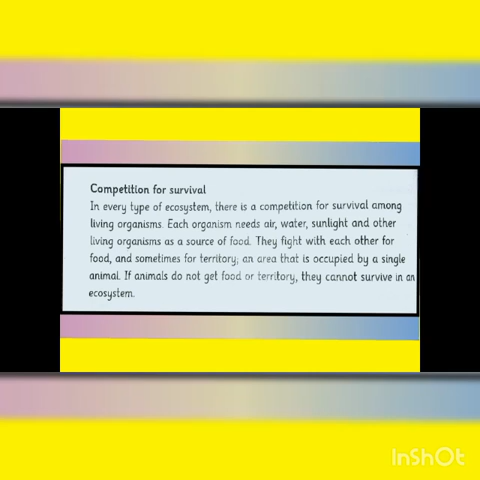 Competition for survival
In every type of ecosystem, there is a competition for survival among
living organisms. Each organism needs air, water, sunlight and other
living organisms as a source of food. They fight with each other for
food, and sometimes for territory; an area that is occupied by a single
animal. If animals do not get food or territory, they cannot survive in an
ecosystem.
InShOt